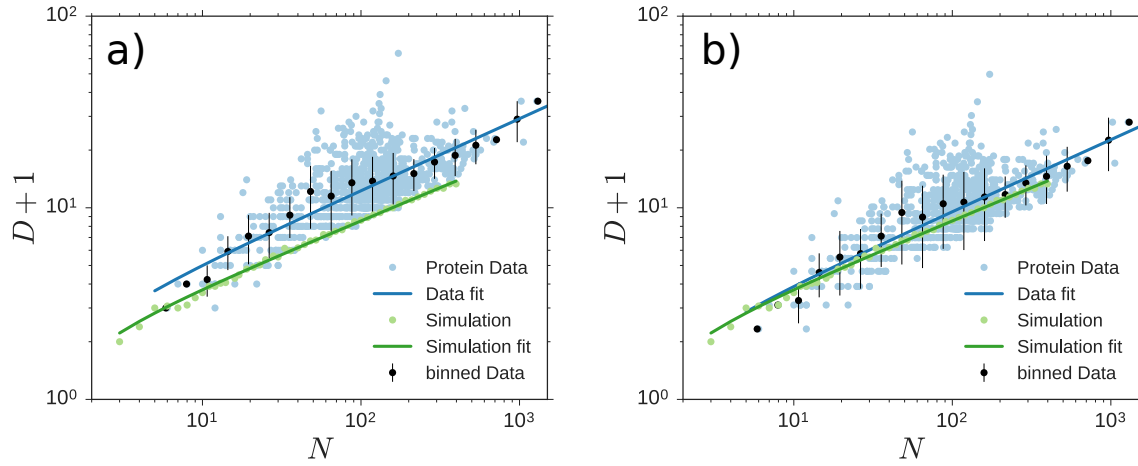 a)
10²
10¹
10⁰
D + 1
10¹
10²
10³
N
Protein Data
Data fit
Simulation
Simulation fit
binned Data
b)
10²
10¹
10⁰
D + 1
10¹
10²
10³
N
Protein Data
Data fit
Simulation
Simulation fit
binned Data